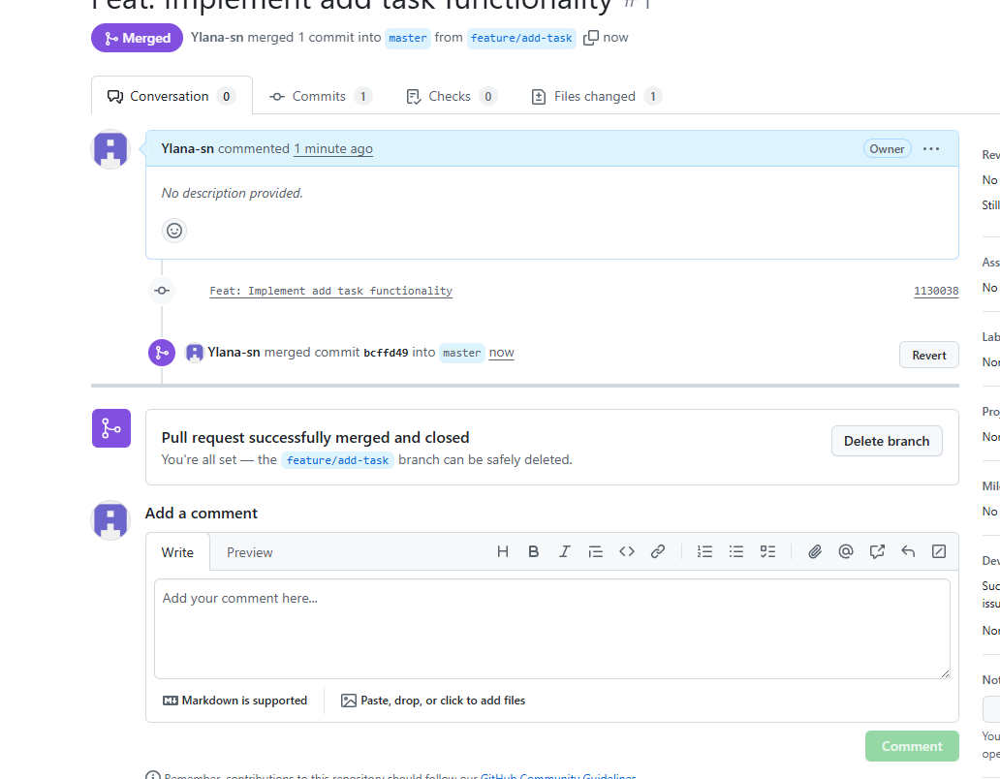 Feat: Implement add task functionality #1
Merged
Ylana-sn merged 1 commit into master from feature/add-task now
Conversation 0
Commits 1
Checks 0
Files changed 1
Ylana-sn commented 1 minute ago
Owner
No description provided.
Feat: Implement add task functionality
1130038
Ylana-sn merged commit bcffd49 into master now
Revert
Pull request successfully merged and closed
You're all set — the feature/add-task branch can be safely deleted.
Delete branch
Add a comment
Write
Preview
H B I
Add your comment here...
Markdown is supported
Paste, drop, or click to add files
Comment
Remember, contributions to this repository should follow our GitHub Community Guidelines
Rev
No
Still
Ass
No
Lab
Non
Proj
Non
Mil
No
Dev
Suc
issu
Non
Not
You
ope